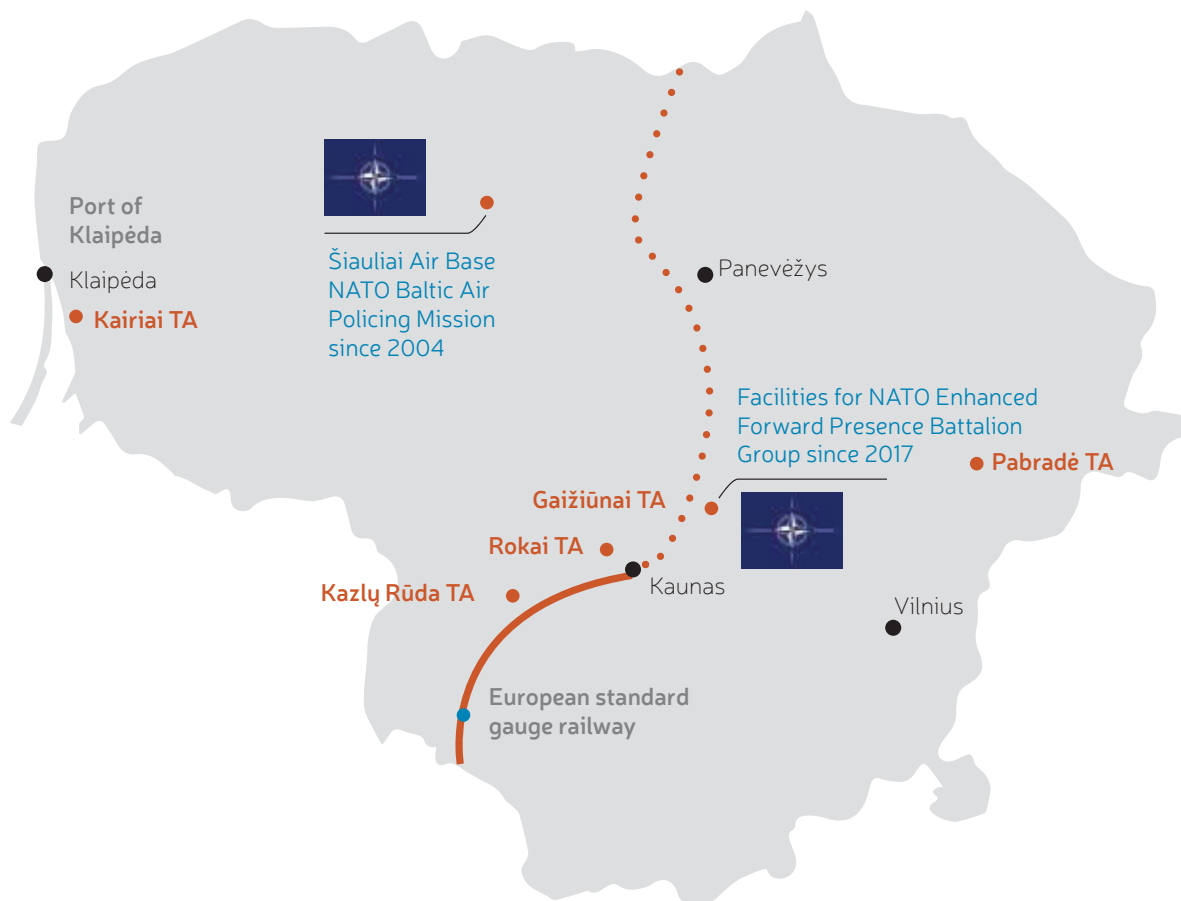 Port of
Klaipėda
Klaipėda
Kairiai TA
Šiauliai Air Base
NATO Baltic Air
Policing Mission
since 2004
Panevėžys
Facilities for NATO Enhanced
Forward Presence Battalion
Group since 2017
Pabradė TA
Gaižiūnai TA
Rokai TA
Kaunas
Kazlų Rūda TA
Vilnius
European standard
gauge railway